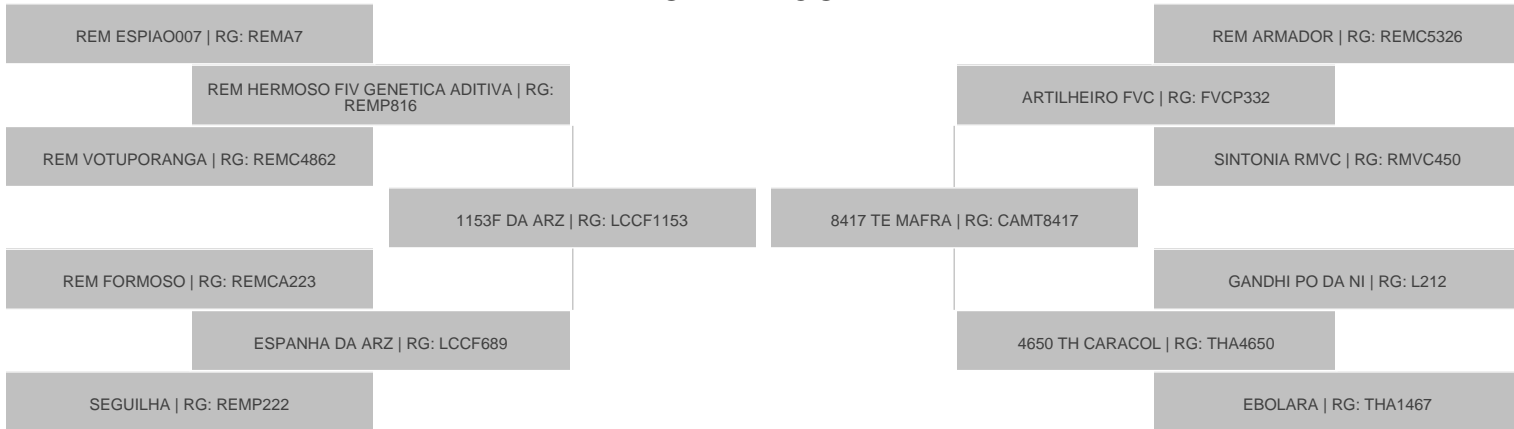 REM ESPIAO007 | RG: REMA7
REM ARMADOR | RG: REMC5326
REM HERMOSO FIV GENETICA ADITIVA | RG:
REMP816
ARTILHEIRO FVC | RG: FVCP332
REM VOTUPORANGA | RG: REMC4862
SINTONIA RMVC | RG: RMVC450
1153F DA ARZ | RG: LCCF1153
8417 TE MAFRA | RG: CAMT8417
REM FORMOSO | RG: REMCA223
GANDHI PO DA NI | RG: L212
ESPANHA DA ARZ | RG: LCCF689
4650 TH CARACOL | RG: THA4650
SEGUILHA | RG: REMP222
EBOLARA | RG: THA1467